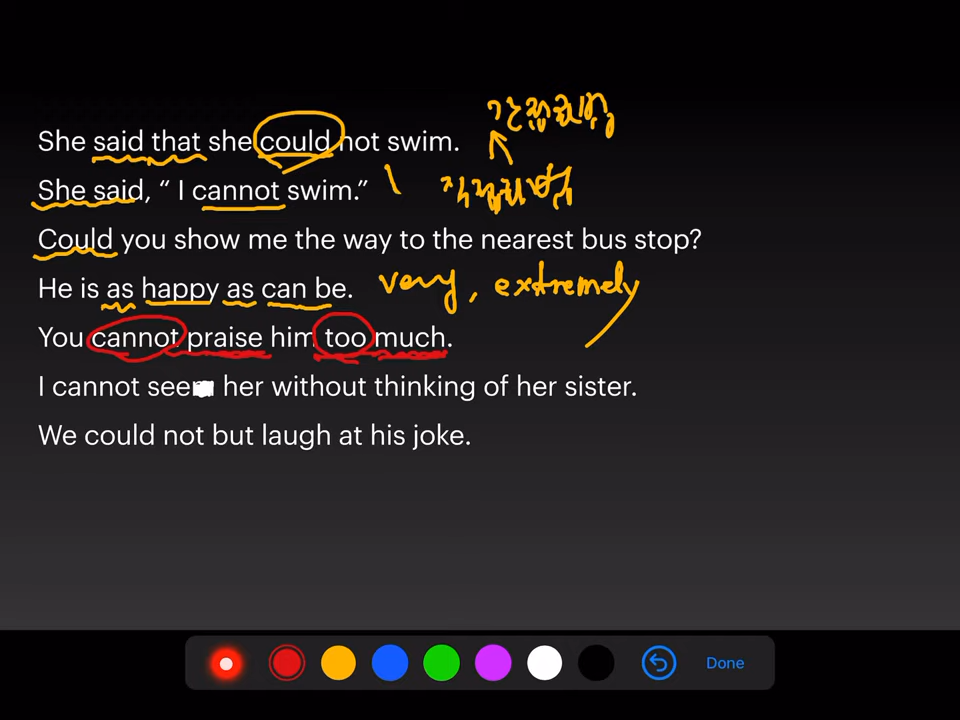 간접화법
She said that she could not swim.
She said, “ I cannot swim.” 직접화법
Could you show me the way to the nearest bus stop?
He is as happy as can be. very, extremely
You cannot praise him too much.
I cannot see her without thinking of her sister.
We could not but laugh at his joke.
Done